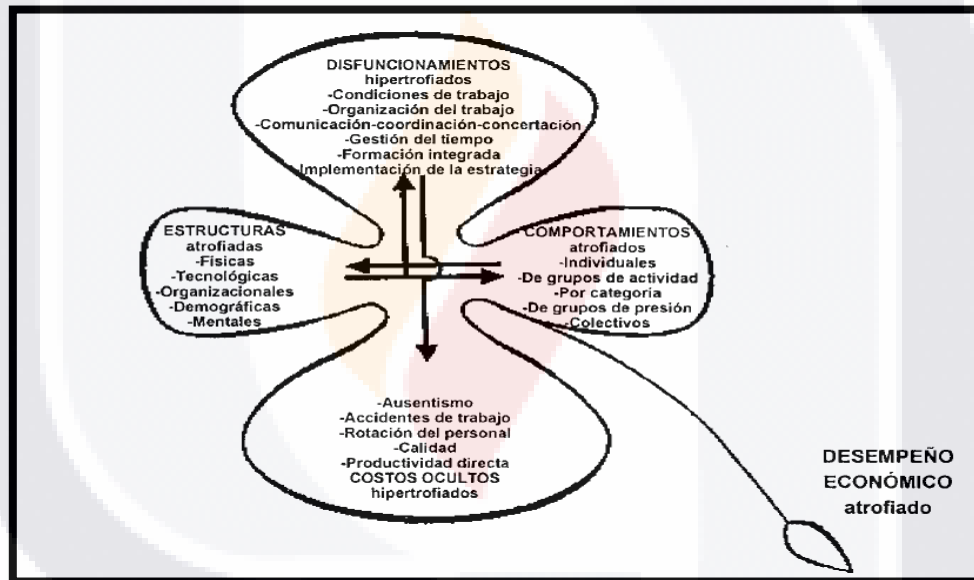 DISFUNCIONAMIENTOS
hipertrofiados
-Condiciones de trabajo
-Organización del trabajo
-Comunicación-coordinación-concertación
-Gestión del tiempo
-Formación integrada
Implementación de la estrategia
ESTRUCTURAS
atrofiadas
-Físicas
-Tecnológicas
-Organizacionales
-Demográficas
-Mentales
COMPORTAMIENTOS
atrofiados
-Individuales
-De grupos de actividad
-Por categoría
-De grupos de presión
-Colectivos
-Ausentismo
-Accidentes de trabajo
-Rotación del personal
-Calidad
-Productividad directa
COSTOS OCULTOS
hipertrofiados
DESEMPEÑO
ECONÓMICO
atrofiado